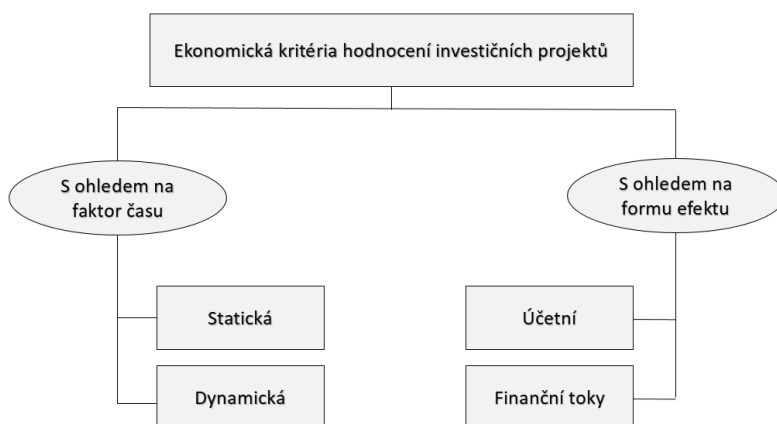 Ekonomická kritéria hodnocení investičních projektů
S ohledem na
faktor času
S ohledem na
formu efektu
Statická
Účetní
Dynamická
Finanční toky